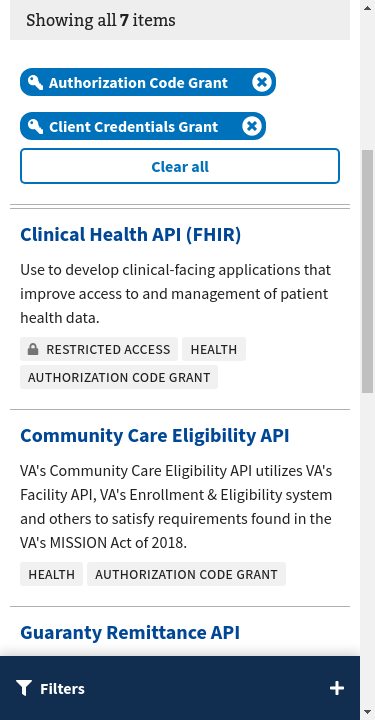 Showing all 7 items
Authorization Code Grant
Client Credentials Grant
Clear all
Clinical Health API (FHIR)
Use to develop clinical-facing applications that
improve access to and management of patient
health data.
RESTRICTED ACCESS HEALTH
AUTHORIZATION CODE GRANT
Community Care Eligibility API
VA's Community Care Eligibility API utilizes VA's
Facility API, VA's Enrollment & Eligibility system
and others to satisfy requirements found in the
VA's MISSION Act of 2018.
HEALTH AUTHORIZATION CODE GRANT
Guaranty Remittance API
Filters